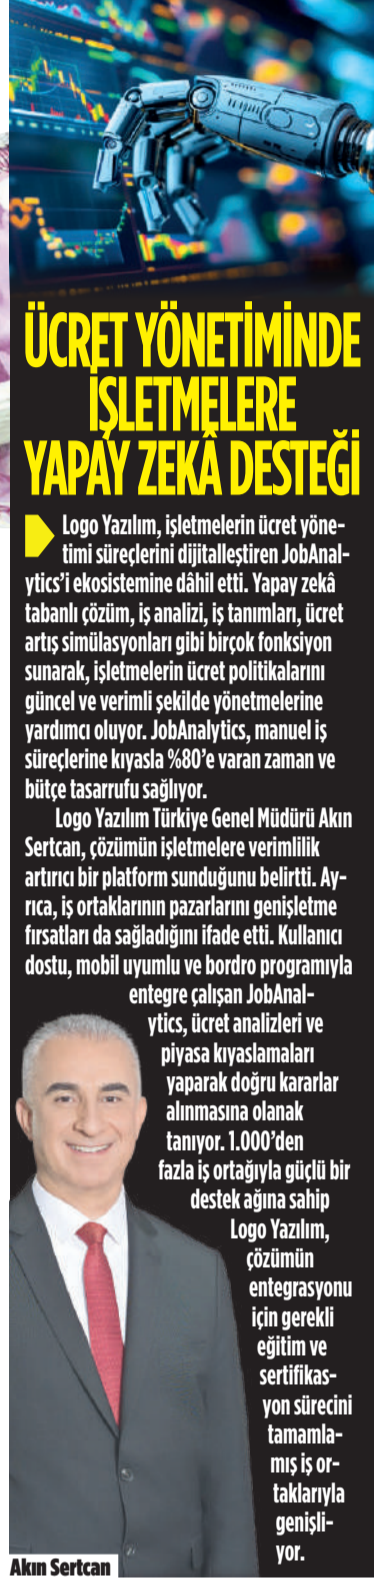 ÜCRET YÖNETİMİNDE
İŞLETMELERE
YAPAY ZEKÂ DESTEĞİ
Logo Yazılım, işletmelerin ücret yöne-
timi süreçlerini dijitalleştiren JobAnal-
ytics’i ekosistemine dâhil etti. Yapay zekâ
tabanlı çözüm, iş analizi, iş tanımları, ücret
artış simülasyonları gibi birçok fonksiyon
sunarak, işletmelerin ücret politikalarını
güncel ve verimli şekilde yönetmelerine
yardımcı oluyor. JobAnalytics, manuel iş
süreçlerine kıyasla %80’e varan zaman ve
bütçe tasarrufu sağlıyor.
Logo Yazılım Türkiye Genel Müdürü Akın
Sertcan, çözümün işletmelere verimlilik
artırıcı bir platform sunduğunu belirtti. Ay-
rıca, iş ortaklarının pazarlarını genişletme
fırsatları da sağladığını ifade etti. Kullanıcı
dostu, mobil uyumlu ve bordro programıyla
entegre çalışan JobAnal-
ytics, ücret analizleri ve
piyasa kıyaslamaları
yaparak doğru kararlar
alınmasına olanak
tanıyor. 1.000’den
fazla iş ortağıyla güçlü bir
destek ağına sahip
Logo Yazılım,
çözümün
entegrasyonu
için gerekli
eğitim ve
sertifikas-
yon sürecini
tamamla-
mış iş or-
taklarıyla
genişli-
yor.
Akın Sertcan